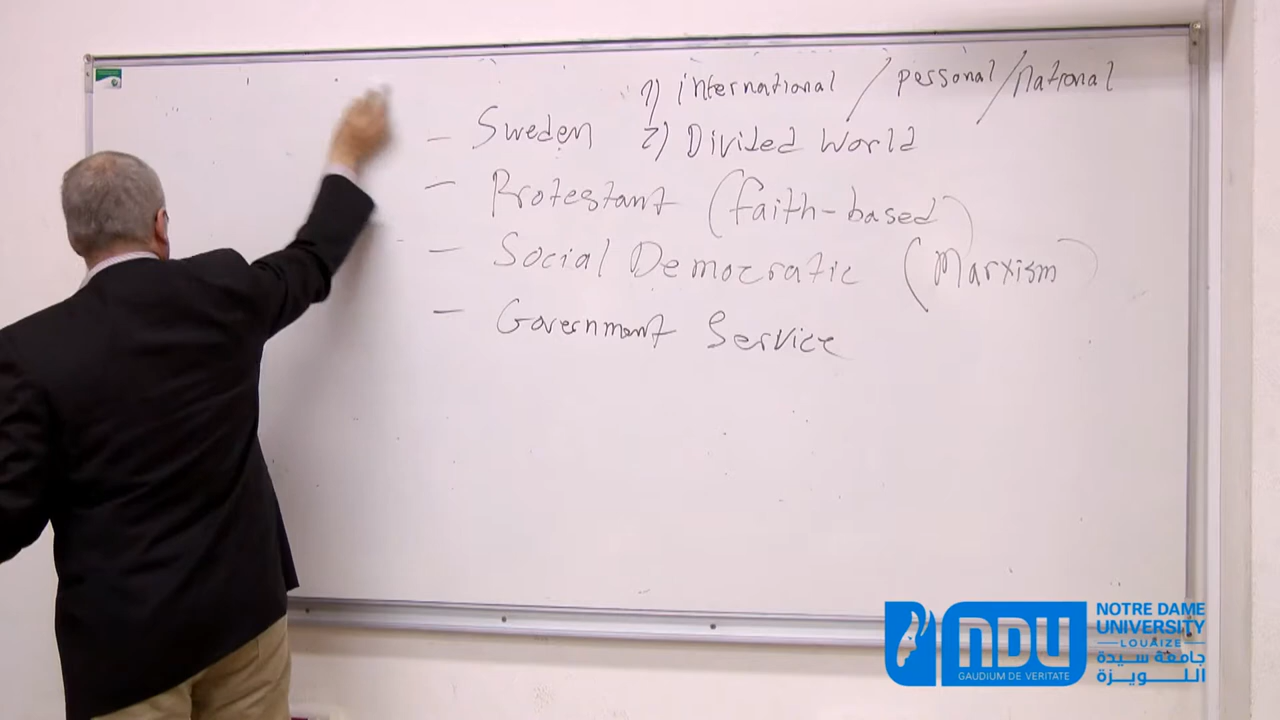 1) international / personal / national
- Sweden 2) Divided World
- Protestant (faith-based)
- Social Democratic (Marxism)
- Government Service
NDU
GAUDIUM DE VERITATE
NOTRE DAME
UNIVERSITY
LOUAIZE
جامعة سيدة
اللويزة